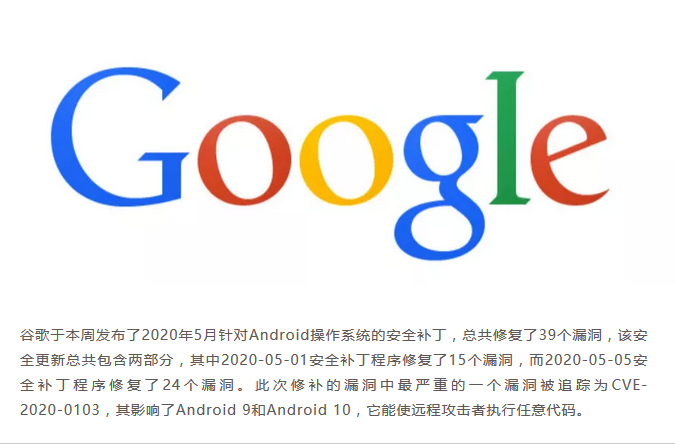 Google
谷歌于本周发布了2020年5月针对Android操作系统的安全补丁，总共修复了39个漏洞，该安
全更新总共包含两部分，其中2020-05-01安全补丁程序修复了15个漏洞，而2020-05-05安
全补丁程序修复了24个漏洞。此次修补的漏洞中最严重的一个漏洞被追踪为CVE-
2020-0103，其影响了Android 9和Android 10，它能使远程攻击者执行任意代码。